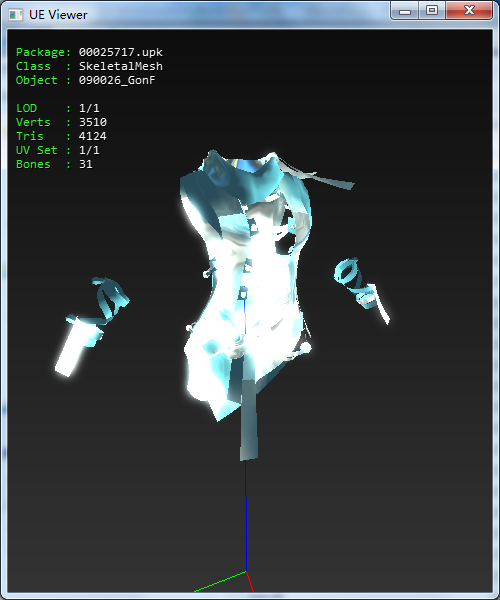 UE Viewer
Package: 00025717.upk
Class  : SkeletalMesh
Object : 090026_GonF
LOD    : 1/1
Verts  : 3510
Tris   : 4124
UV Set : 1/1
Bones  : 31